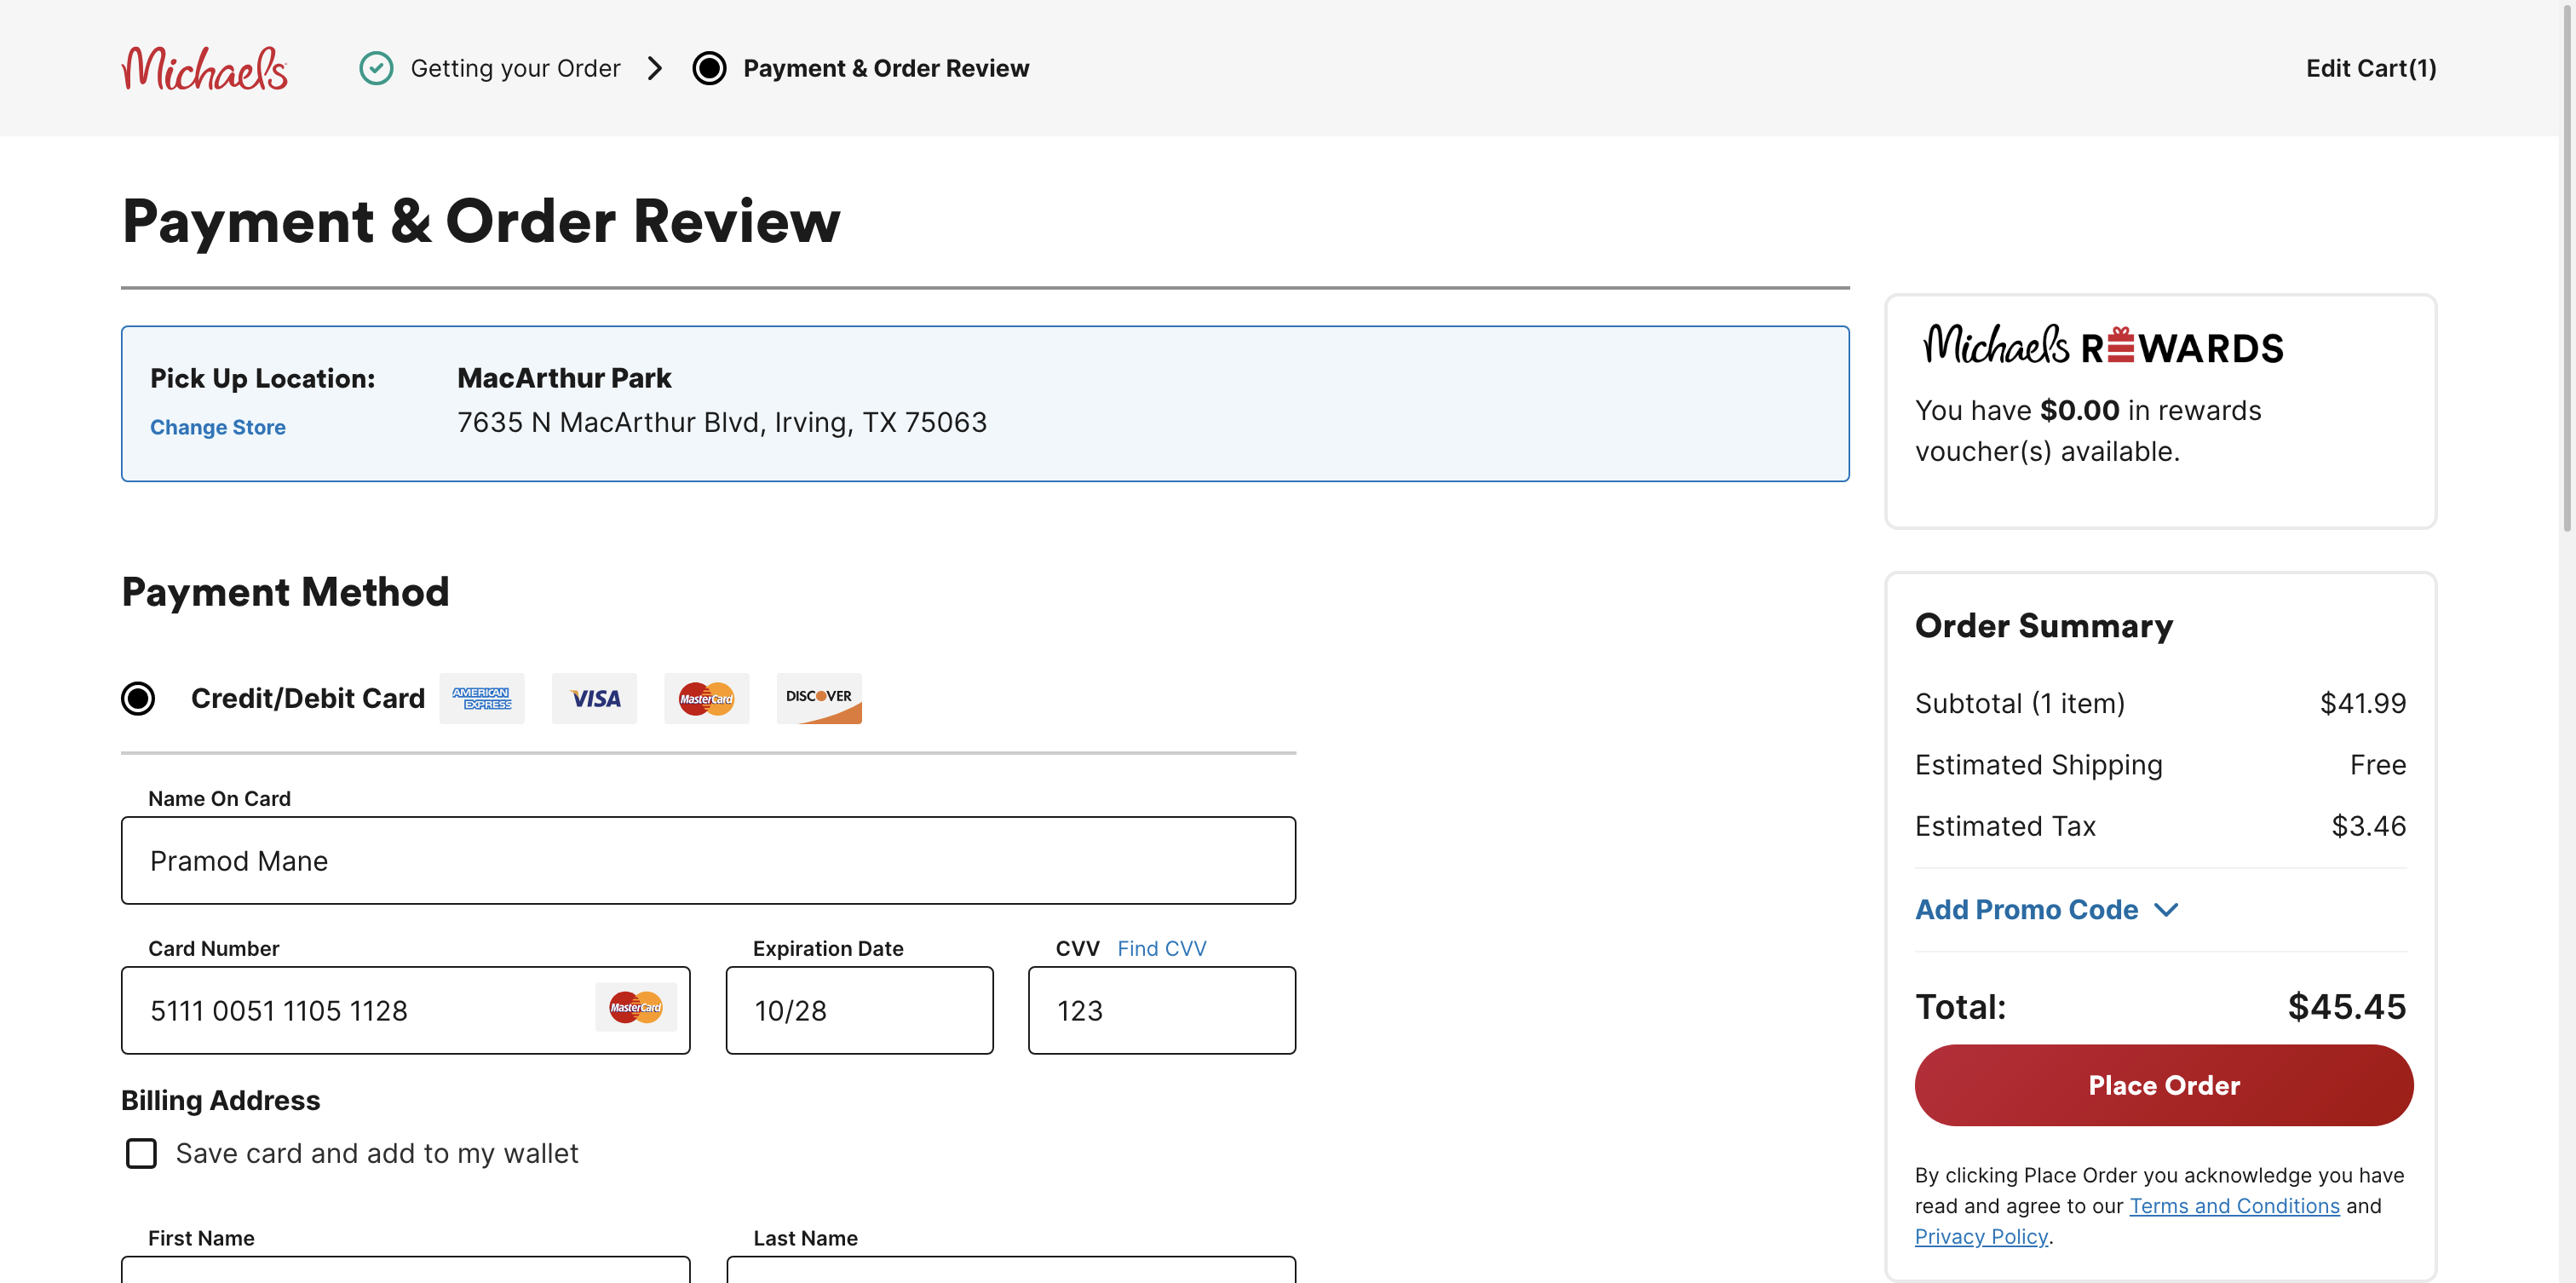 Michaels
Getting your Order
Payment & Order Review
Edit Cart(1)
Payment & Order Review
Pick Up Location:
MacArthur Park
Change Store
7635 N MacArthur Blvd, Irving, TX 75063
Michaels REWARDS
You have $0.00 in rewards
voucher(s) available.
Payment Method
Credit/Debit Card
AMERICAN EXPRESS
VISA
MasterCard
DISCOVER
Name On Card
Pramod Mane
Card Number
Expiration Date
CVV Find CVV
5111 0051 1105 1128
MasterCard
10/28
123
Billing Address
Save card and add to my wallet
First Name
Last Name
Order Summary
Subtotal (1 item) $41.99
Estimated Shipping Free
Estimated Tax $3.46
Add Promo Code
Total: $45.45
Place Order
By clicking Place Order you acknowledge you have
read and agree to our Terms and Conditions and
Privacy Policy.